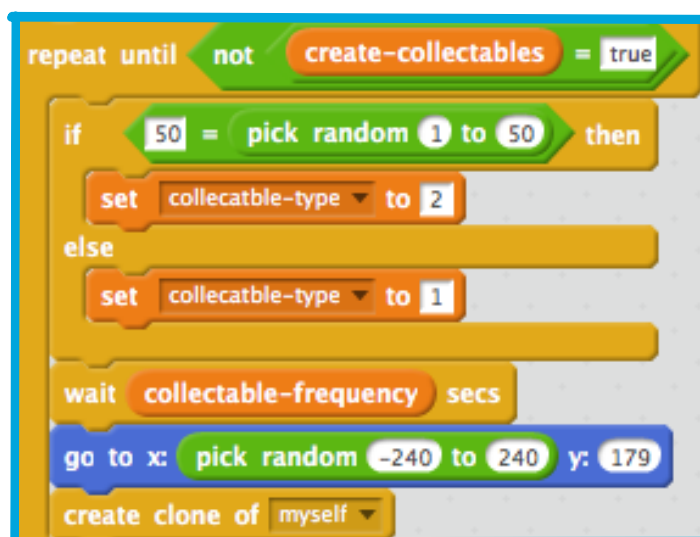 repeat until not create-collectables = true
if 50 = pick random 1 to 50 then
set collecatble-type to 2
else
set collecatble-type to 1
wait collectable-frequency secs
go to x: pick random -240 to 240 y: 179
create clone of myself